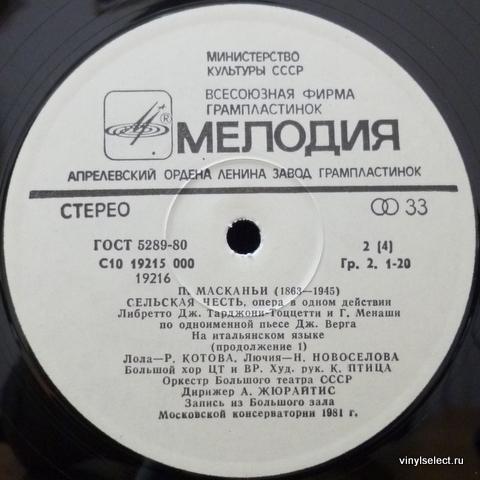 МИНИСТЕРСТВО
КУЛЬТУРЫ СССР
ВСЕСОЮЗНАЯ ФИРМА
ГРАМПЛАСТИНОК
®
МЕЛОДИЯ
АПРЕЛЕВСКИЙ ОРДЕНА ЛЕНИНА ЗАВОД ГРАМПЛАСТИНОК
СТЕРЕО 33
ГОСТ 5289-80 2 (4)
С10 19215 000 Гр. 2. 1-20
19216
П. МАСКАНЬИ (1863—1945)
СЕЛЬСКАЯ ЧЕСТЬ, опера в одном действии
Либретто Дж. Тарджони-Тоццетти и Г. Менаши
по одноименной пьесе Дж. Верга
На итальянском языке
(продолжение 1)
Лола—Р. КОТОВА. Лючия—Н. НОВОСЕЛОВА
Большой хор ЦТ и ВР. Худ. рук. К. ПТИЦА
Оркестр Большого театра СССР
Дирижер А. ЖЮРАЙТИС
Запись из Большого зала
Московской консерватории 1981 г.
vinylselect.ru